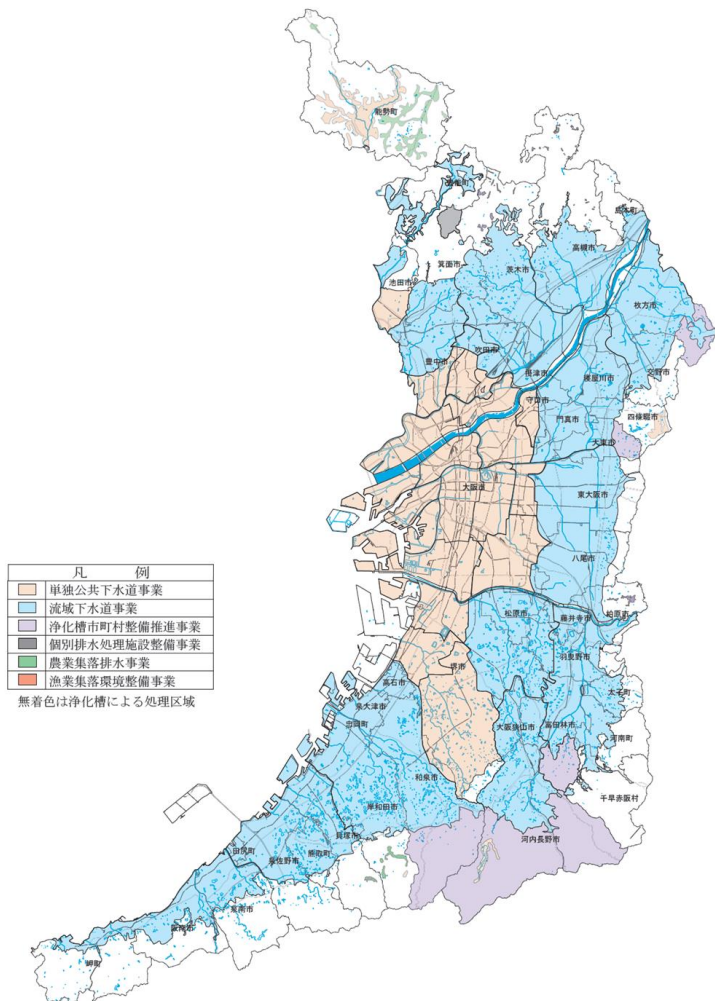 能勢町
豊能町
島本町
高槻市
箕面市
茨木市
池田市
枚方市
吹田市
豊中市
交野市
摂津市
寝屋川市
守口市
四條畷市
門真市
大東市
大阪市
東大阪市
八尾市
凡 例
単独公共下水道事業
流域下水道事業
浄化槽市町村整備推進事業
個別排水処理施設整備事業
農業集落排水事業
漁業集落環境整備事業
無着色は浄化槽による処理区域
松原市
藤井寺市
柏原市
羽曳野市
堺市
高石市
太子町
泉大津市
忠岡町
大阪狭山市
富田林市
河南町
和泉市
千早赤阪村
岸和田市
貝塚市
河内長野市
田尻町
泉佐野市
熊取町
泉南市
阪南市
岬町